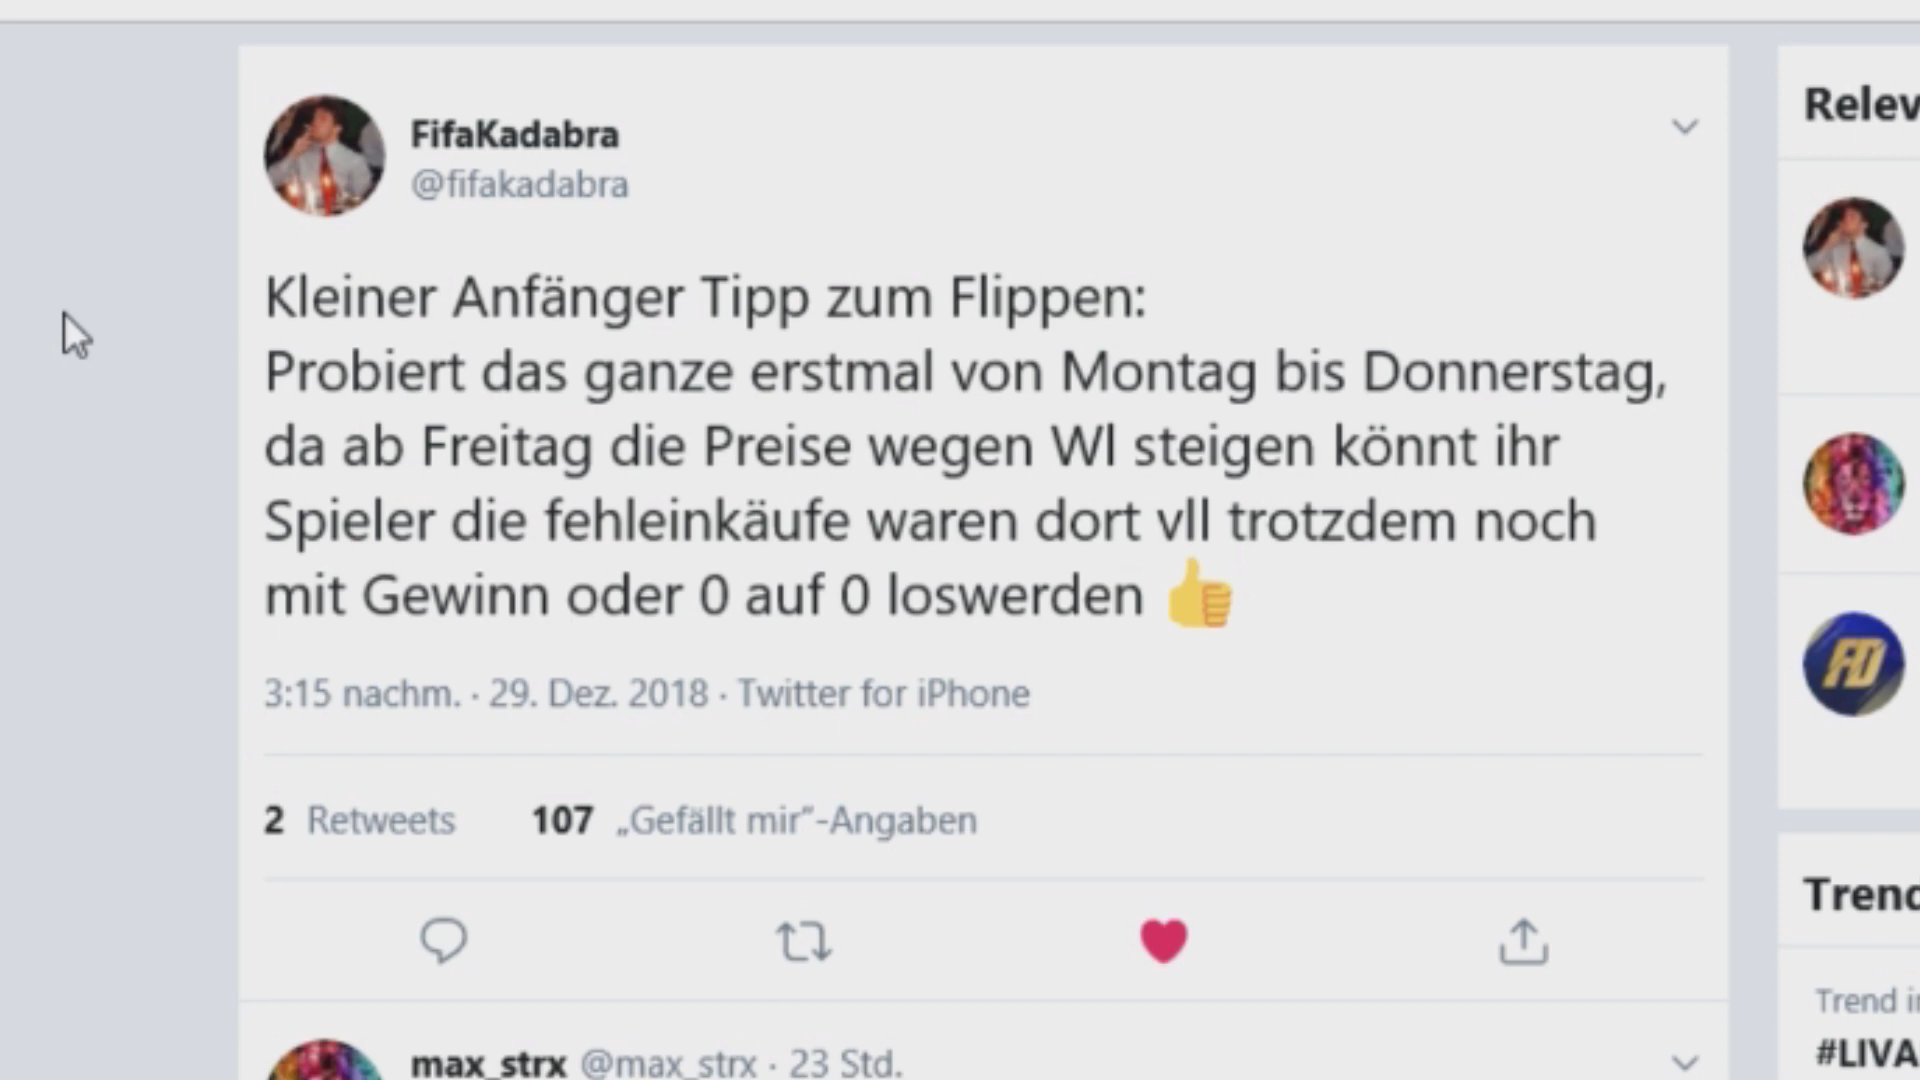 FifaKadabra
@fifakadabra
Kleiner Anfänger Tipp zum Flippen:
Probiert das ganze erstmal von Montag bis Donnerstag,
da ab Freitag die Preise wegen Wl steigen könnt ihr
Spieler die fehleinkäufe waren dort vll trotzdem noch
mit Gewinn oder 0 auf 0 loswerden 👍
3:15 nachm. · 29. Dez. 2018 · Twitter for iPhone
2 Retweets 107 „Gefällt mir“-Angaben
max_strx @max_strx · 23 Std.
Relev
FD
Trend
Trend i
#LIVA